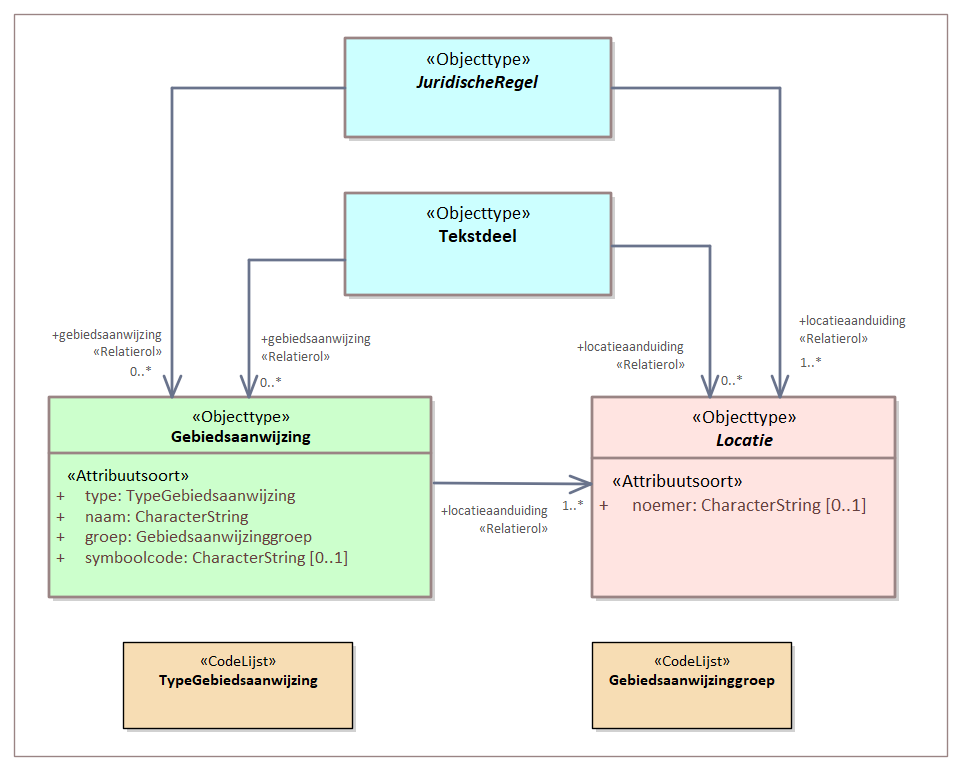 «Objecttype»
JuridischeRegel
«Objecttype»
Tekstdeel
+gebiedsaanwijzing
«Relatierol»
0..*
+gebiedsaanwijzing
«Relatierol»
0..*
+locatieaanduiding
«Relatierol»
0..*
+locatieaanduiding
«Relatierol»
1..*
«Objecttype»
Gebiedsaanwijzing
«Attribuutsoort»
+ type: TypeGebiedsaanwijzing
+ naam: CharacterString
+ groep: Gebiedsaanwijzinggroep
+ symboolcode: CharacterString [0..1]
+locatieaanduiding
«Relatierol»
1..*
«Objecttype»
Locatie
«Attribuutsoort»
+ noemer: CharacterString [0..1]
«CodeLijst»
TypeGebiedsaanwijzing
«CodeLijst»
Gebiedsaanwijzinggroep